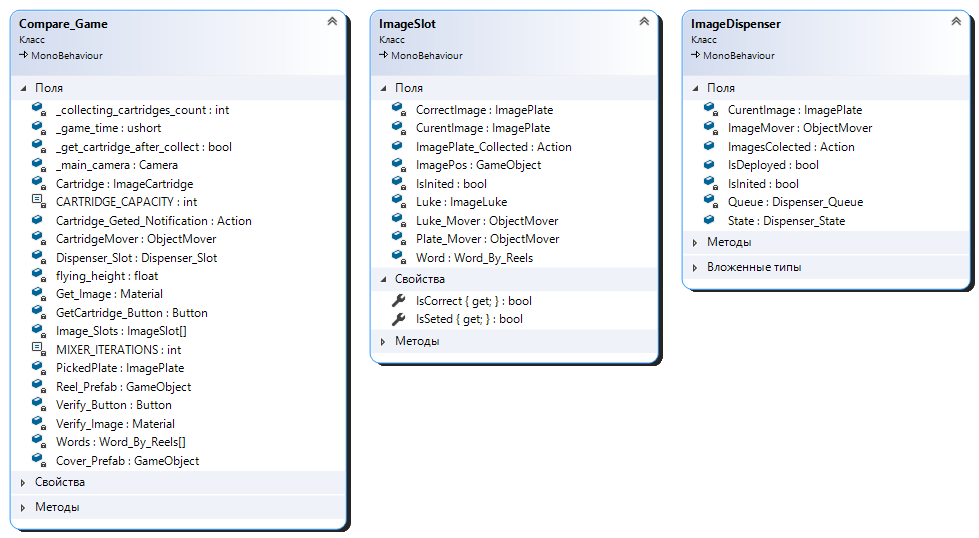 Compare_Game
Класс
MonoBehaviour
Поля
_collecting_cartridges_count : int
_game_time : ushort
_get_cartridge_after_collect : bool
_main_camera : Camera
Cartridge : ImageCartridge
CARTRIDGE_CAPACITY : int
Cartridge_Geted_Notification : Action
CartridgeMover : ObjectMover
Dispenser_Slot : Dispenser_Slot
flying_height : float
Get_Image : Material
GetCartridge_Button : Button
Image_Slots : ImageSlot[]
MIXER_ITERATIONS : int
PickedPlate : ImagePlate
Reel_Prefab : GameObject
Verify_Button : Button
Verify_Image : Material
Words : Word_By_Reels[]
Cover_Prefab : GameObject
Свойства
Методы
ImageSlot
Класс
MonoBehaviour
Поля
CorrectImage : ImagePlate
CurentImage : ImagePlate
ImagePlate_Collected : Action
ImagePos : GameObject
IsInited : bool
Luke : ImageLuke
Luke_Mover : ObjectMover
Plate_Mover : ObjectMover
Word : Word_By_Reels
Свойства
IsCorrect { get; } : bool
IsSeted { get; } : bool
Методы
ImageDispenser
Класс
MonoBehaviour
Поля
CurentImage : ImagePlate
ImageMover : ObjectMover
ImagesColected : Action
IsDeployed : bool
IsInited : bool
Queue : Dispenser_Queue
State : Dispenser_State
Методы
Вложенные типы